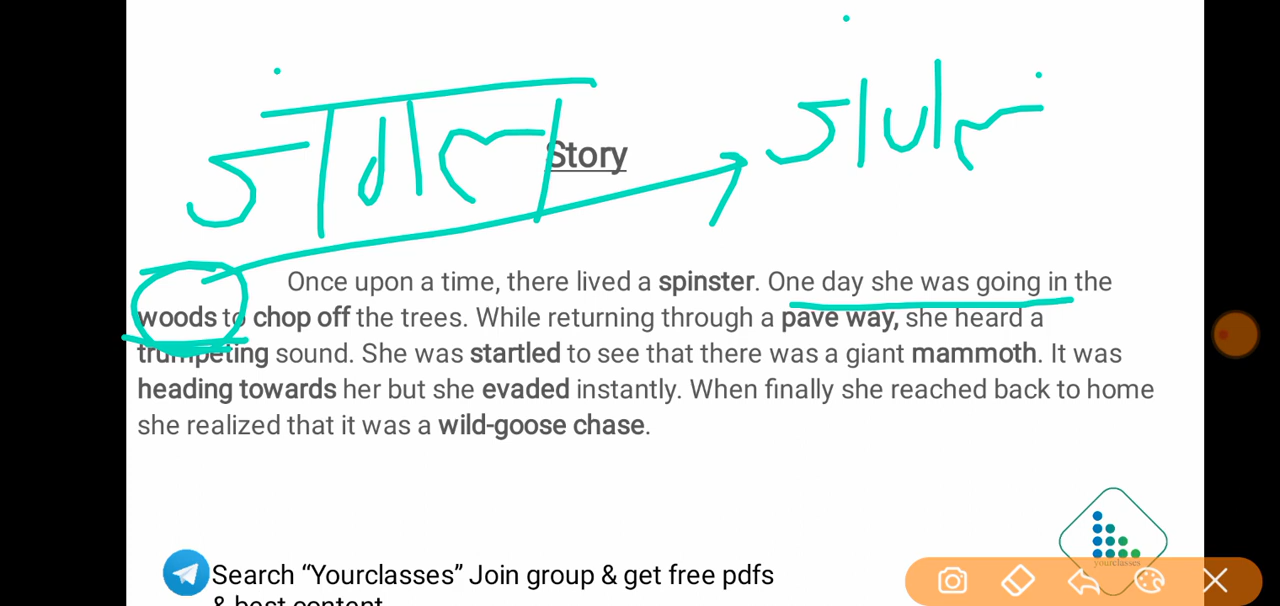 Story
Once upon a time, there lived a spinster. One day she was going in the
woods to chop off the trees. While returning through a pave way, she heard a
trumpeting sound. She was startled to see that there was a giant mammoth. It was
heading towards her but she evaded instantly. When finally she reached back to home
she realized that it was a wild-goose chase.
yourclasses
Search “Yourclasses” Join group & get free pdfs
& best content